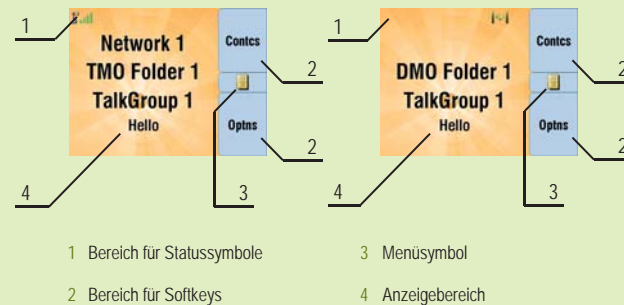 1
Network 1
TMO Folder 1
TalkGroup 1
Hello
Contcs
Optns
2
2
3
4
1
DMO Folder 1
TalkGroup 1
Hello
Contcs
Optns
2
2
3
4
1 Bereich für Statussymbole
2 Bereich für Softkeys
3 Menüsymbol
4 Anzeigebereich